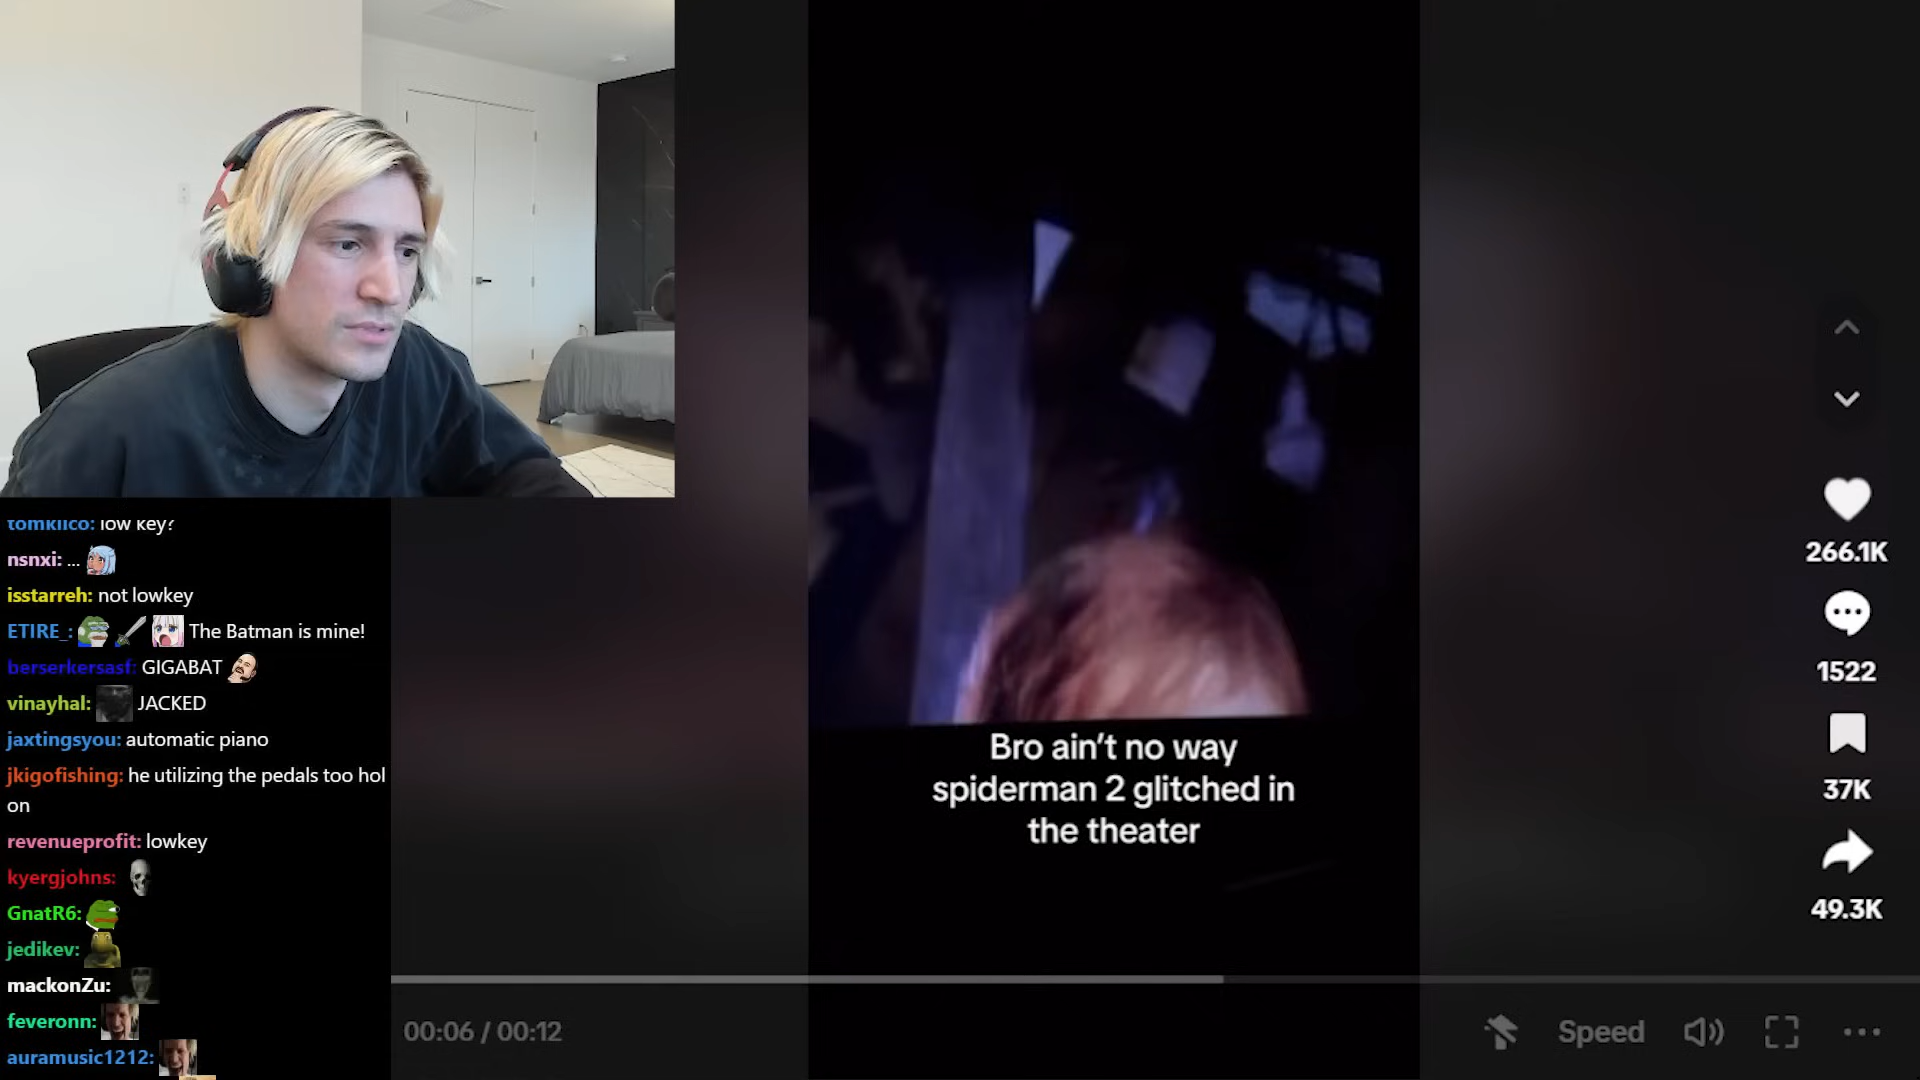 tomklco: low key?
nsnxi: ...
isstarreh: not lowkey
ETIRE_: The Batman is mine!
berserkersasf: GIGABAT
vinayhal: JACKED
jaxtingsyou: automatic piano
jkigofishing: he utilizing the pedals too hol
on
revenueprofit: lowkey
kyergjohns:
GnatR6:
jedikev:
mackonZu:
feveronn:
auramusic1212:
Bro ain't no way
spiderman 2 glitched in
the theater
266.1K
1522
37K
49.3K
00:06 / 00:12
Speed